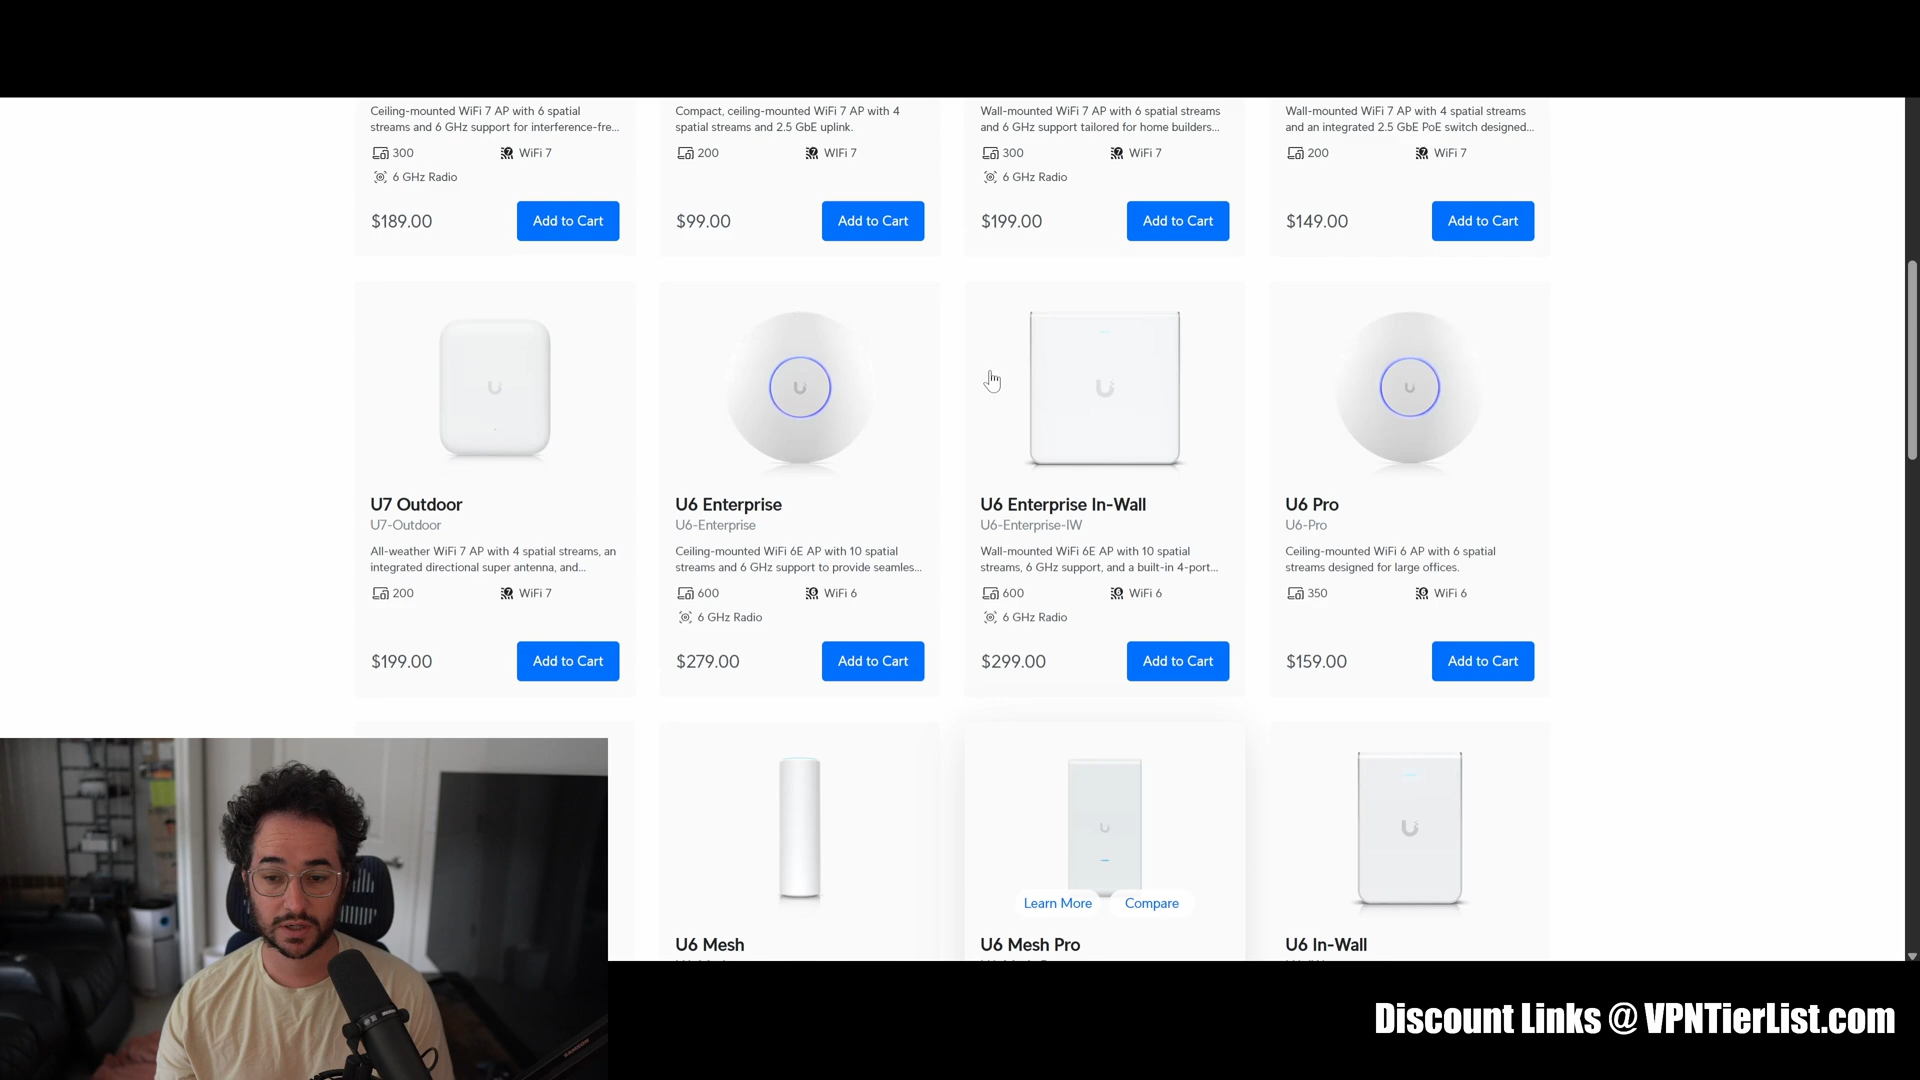 Ceiling-mounted WiFi 7 AP with 6 spatial
streams and 6 GHz support for interference-fre...
300
WiFi 7
6 GHz Radio
$189.00
Add to Cart
Compact, ceiling-mounted WiFi 7 AP with 4
spatial streams and 2.5 GbE uplink.
200
WiFi 7
$99.00
Add to Cart
Wall-mounted WiFi 7 AP with 6 spatial streams
and 6 GHz support tailored for home builders...
300
WiFi 7
6 GHz Radio
$199.00
Add to Cart
Wall-mounted WiFi 7 AP with 4 spatial streams
and an integrated 2.5 GbE PoE switch designed...
200
WiFi 7
$149.00
Add to Cart
U7 Outdoor
U7-Outdoor
All-weather WiFi 7 AP with 4 spatial streams, an
integrated directional super antenna, and...
200
WiFi 7
$199.00
Add to Cart
U6 Enterprise
U6-Enterprise
Ceiling-mounted WiFi 6E AP with 10 spatial
streams and 6 GHz support to provide seamles...
600
WiFi 6
6 GHz Radio
$279.00
Add to Cart
U6 Enterprise In-Wall
U6-Enterprise-IW
Wall-mounted WiFi 6E AP with 10 spatial
streams, 6 GHz support, and a built-in 4-port...
600
WiFi 6
6 GHz Radio
$299.00
Add to Cart
U6 Pro
U6-Pro
Ceiling-mounted WiFi 6 AP with 6 spatial
streams designed for large offices.
350
WiFi 6
$159.00
Add to Cart
U6 Mesh
Learn More
Compare
U6 Mesh Pro
U6 In-Wall
SAMSON
Discount Links @ VPNTierList.com